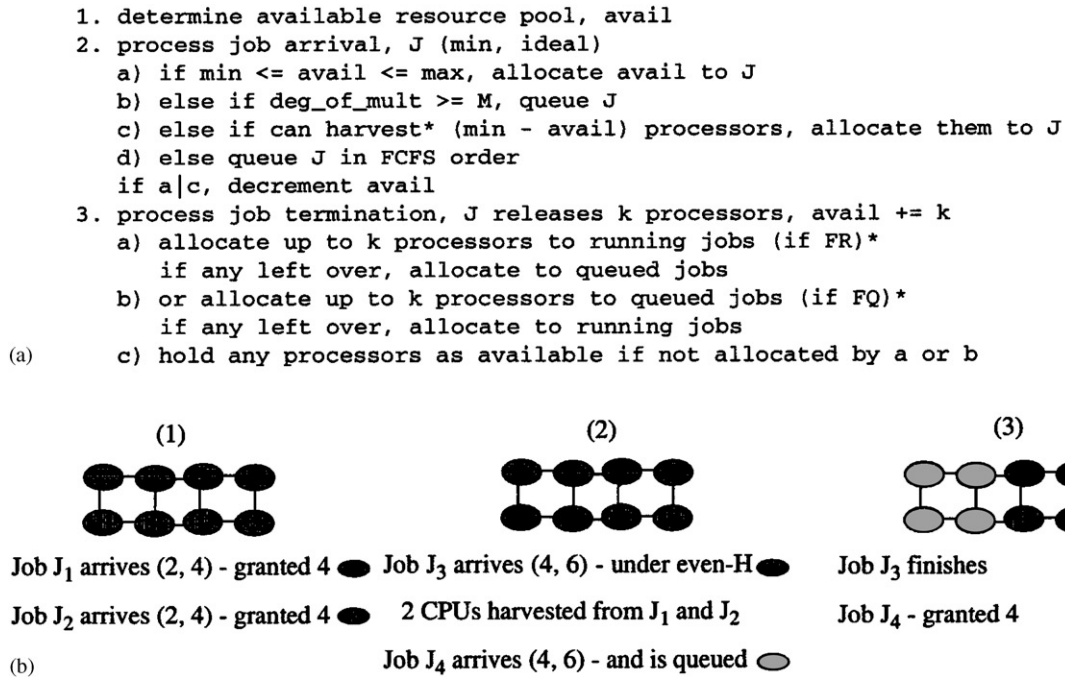 1. determine available resource pool, avail
2. process job arrival, J (min, ideal)
a) if min <= avail <= max, allocate avail to J
b) else if deg_of_mult >= M, queue J
c) else if can harvest* (min - avail) processors, allocate them to J
d) else queue J in FCFS order
if a|c, decrement avail
3. process job termination, J releases k processors, avail += k
a) allocate up to k processors to running jobs (if FR)*
if any left over, allocate to queued jobs
b) or allocate up to k processors to queued jobs (if FQ)*
if any left over, allocate to running jobs
(a) c) hold any processors as available if not allocated by a or b
(1) (2) (3)
Job J1 arrives (2, 4) - granted 4
Job J2 arrives (2, 4) - granted 4
Job J3 arrives (4, 6) - under even-H
2 CPUs harvested from J1 and J2
Job J4 arrives (4, 6) - and is queued
Job J3 finishes
Job J4 - granted 4
(b)